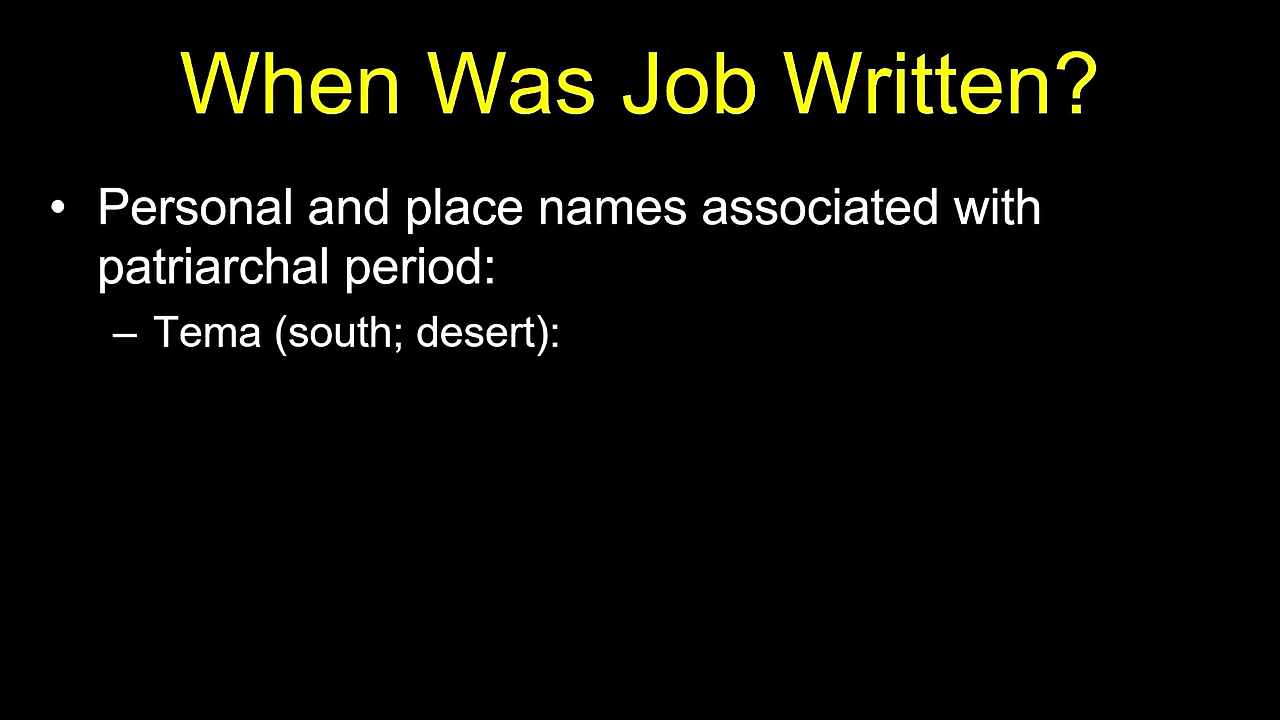 When Was Job Written?
• Personal and place names associated with
patriarchal period:
– Tema (south; desert):